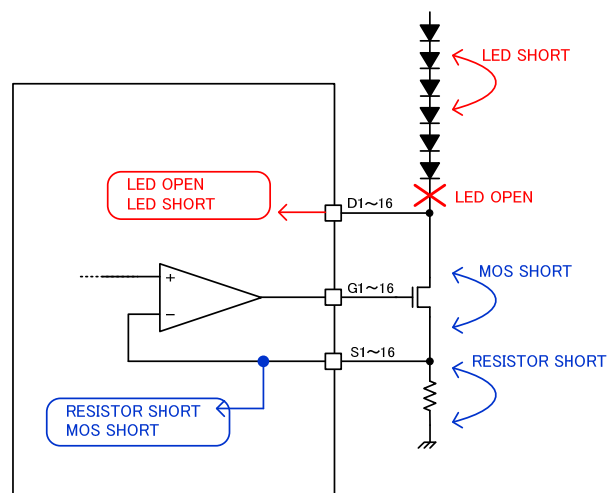 LED SHORT
LED OPEN
LED SHORT
D1～16
LED OPEN
+
G1～16
MOS SHORT
−
S1～16
RESISTOR SHORT
RESISTOR SHORT
MOS SHORT